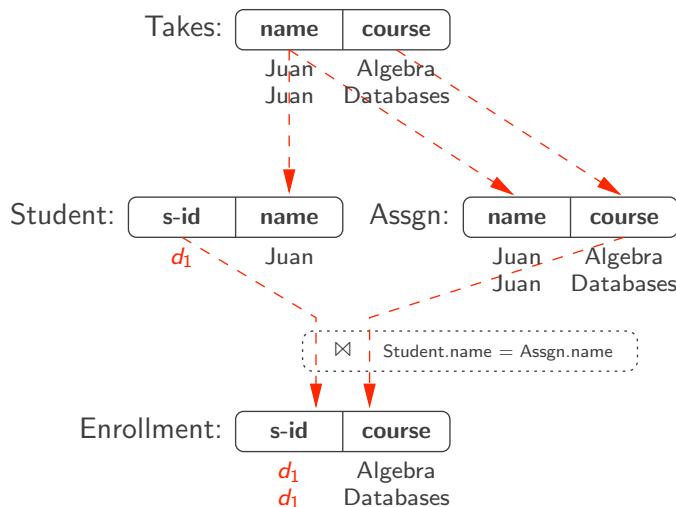 Takes: name course
Juan Algebra
Juan Databases
Student: s-id name Assgn: name course
d1 Juan Juan Algebra
Juan Databases
⋈ Student.name = Assgn.name
Enrollment: s-id course
d1 Algebra
d1 Databases